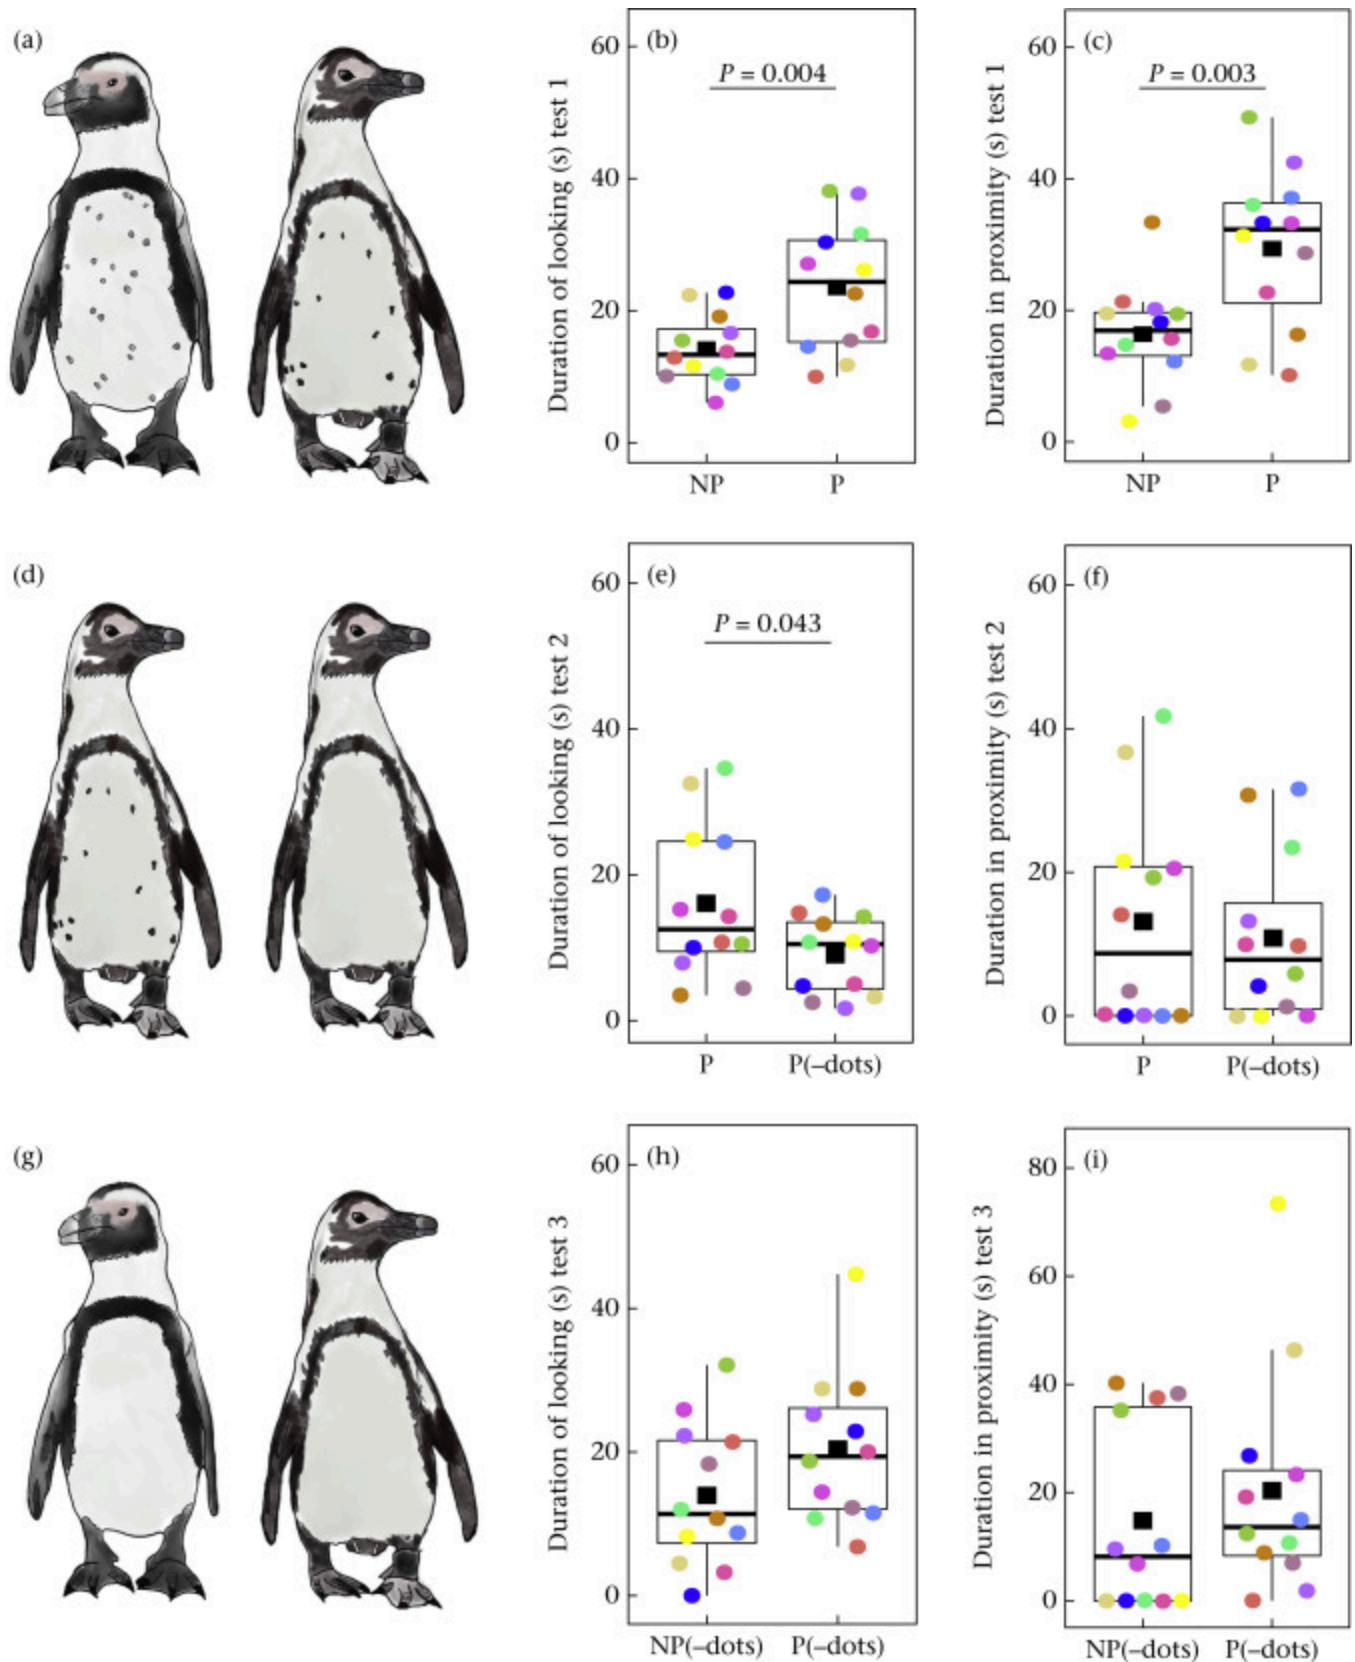 (a)
(b)
Duration of looking (s) test 1
60
40
20
0
P = 0.004
NP P
(c)
Duration in proximity (s) test 1
60
40
20
0
P = 0.003
NP P
(d)
(e)
Duration of looking (s) test 2
60
40
20
0
P = 0.043
P P(–dots)
(f)
Duration in proximity (s) test 2
60
40
20
0
P P(–dots)
(g)
(h)
Duration of looking (s) test 3
60
40
20
0
NP(–dots) P(–dots)
(i)
Duration in proximity (s) test 3
80
60
40
20
0
NP(–dots) P(–dots)